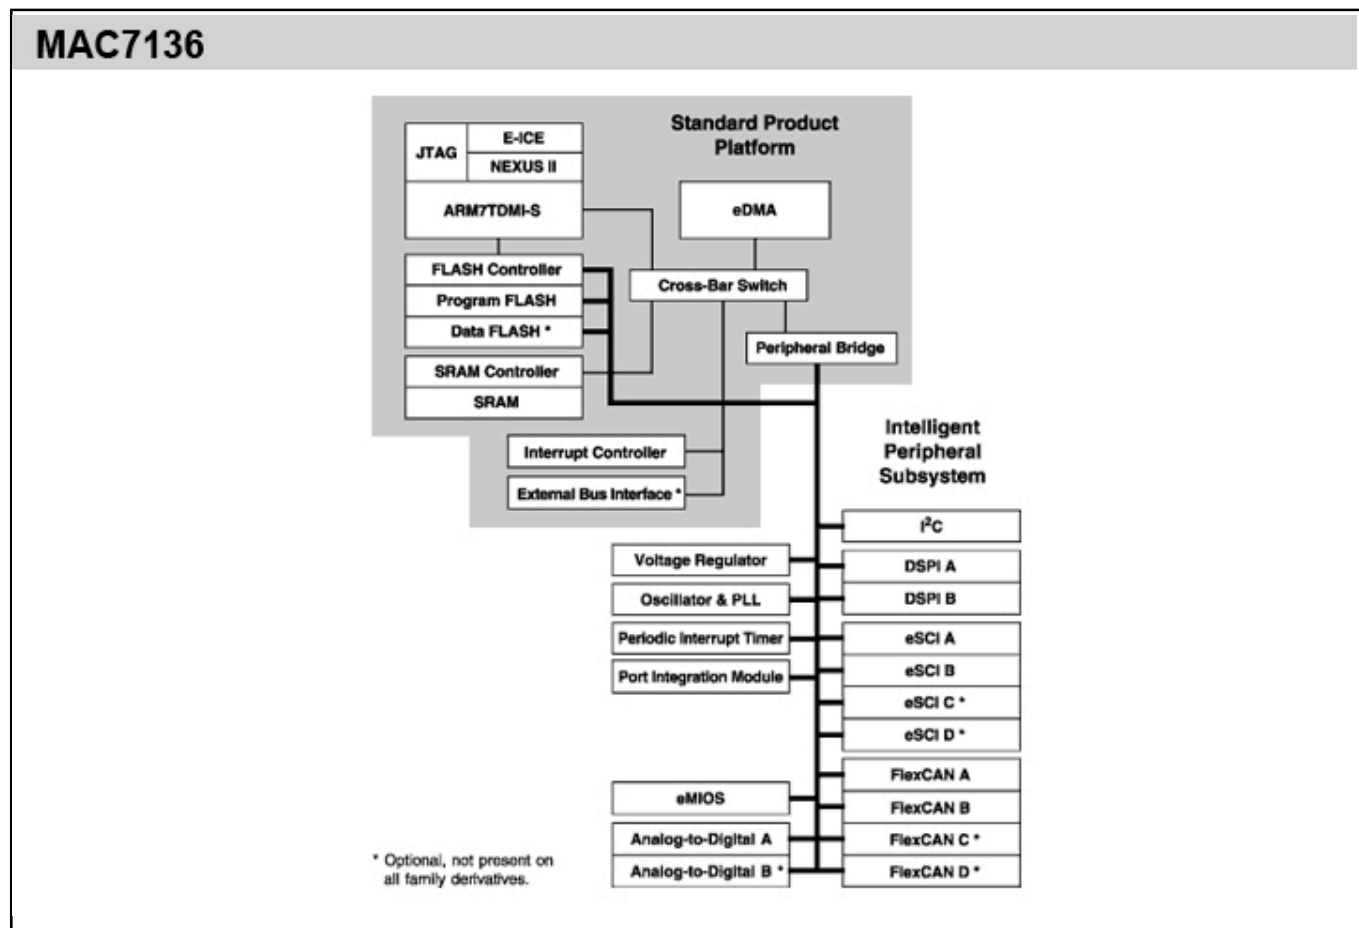 MAC7136
Standard Product
Platform
JTAG
E-ICE
NEXUS II
ARM7TDMI-S
eDMA
FLASH Controller
Program FLASH
Data FLASH *
Cross-Bar Switch
Peripheral Bridge
SRAM Controller
SRAM
Interrupt Controller
External Bus Interface *
Intelligent
Peripheral
Subsystem
I²C
Voltage Regulator
DSPI A
Oscillator & PLL
DSPI B
Periodic Interrupt Timer
eSCI A
Port Integration Module
eSCI B
eSCI C *
eSCI D *
FlexCAN A
eMIOS
FlexCAN B
Analog-to-Digital A
FlexCAN C *
Analog-to-Digital B *
FlexCAN D *
* Optional, not present on
all family derivatives.